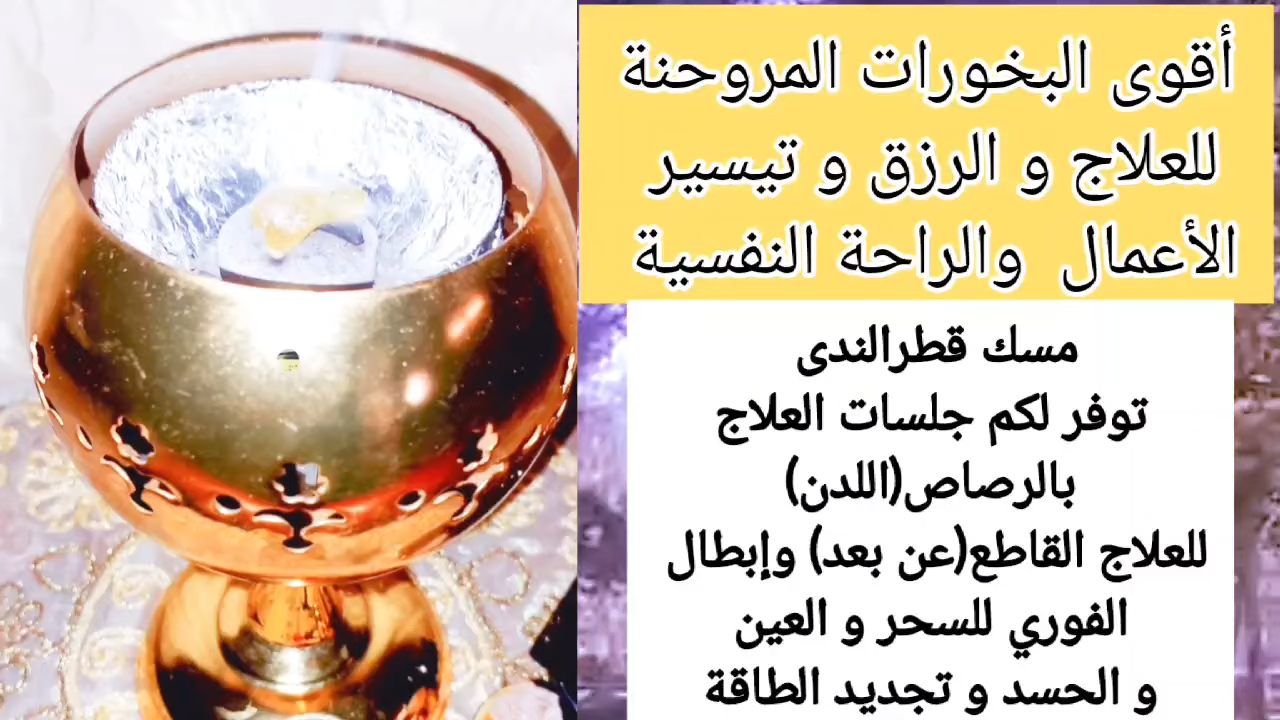 أقوى البخورات المروحنة
للعلاج و الرزق و تيسير
الأعمال والراحة النفسية
مسك قطرالندى
توفر لكم جلسات العلاج
بالرصاص(اللدن)
للعلاج القاطع(عن بعد) وإبطال
الفوري للسحر و العين
و الحسد و تجديد الطاقة